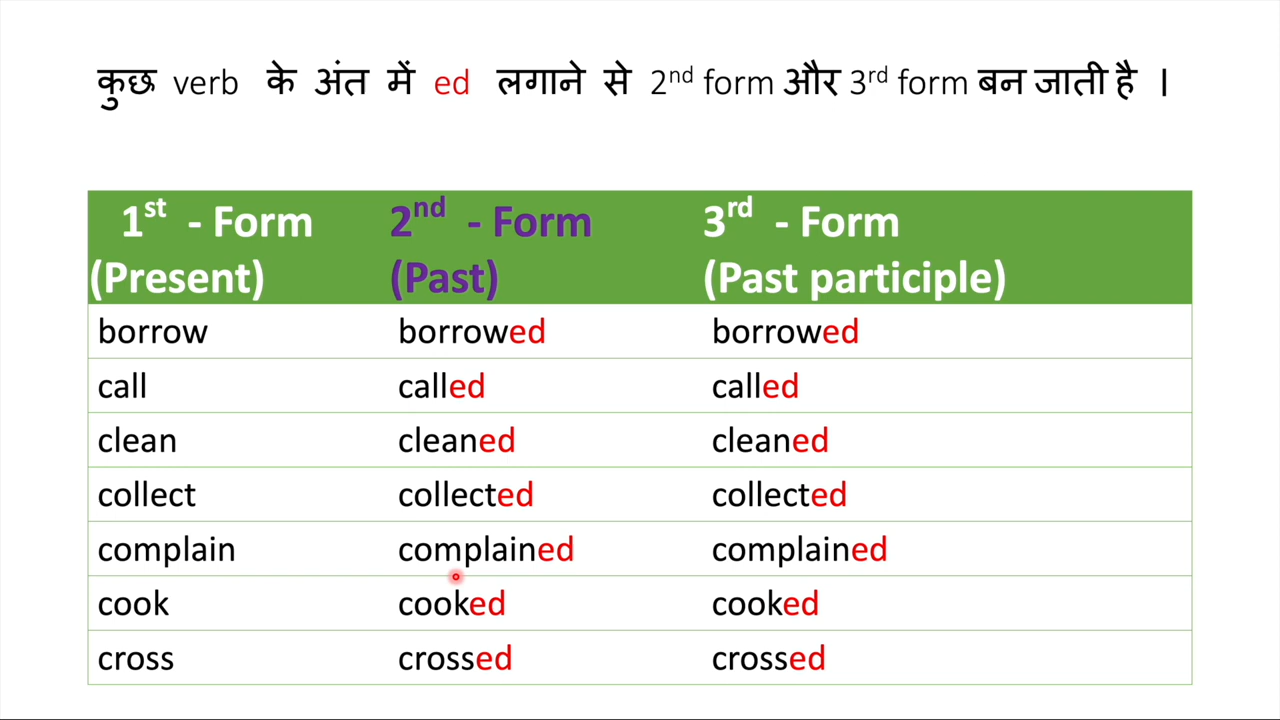 कुछ verb के अंत में ed लगाने से 2nd form और 3rd form बन जाती है ।
1st - Form 2nd - Form 3rd - Form
(Present) (Past) (Past participle)
borrow borrowed borrowed
call called called
clean cleaned cleaned
collect collected collected
complain complained complained
cook cooked cooked
cross crossed crossed